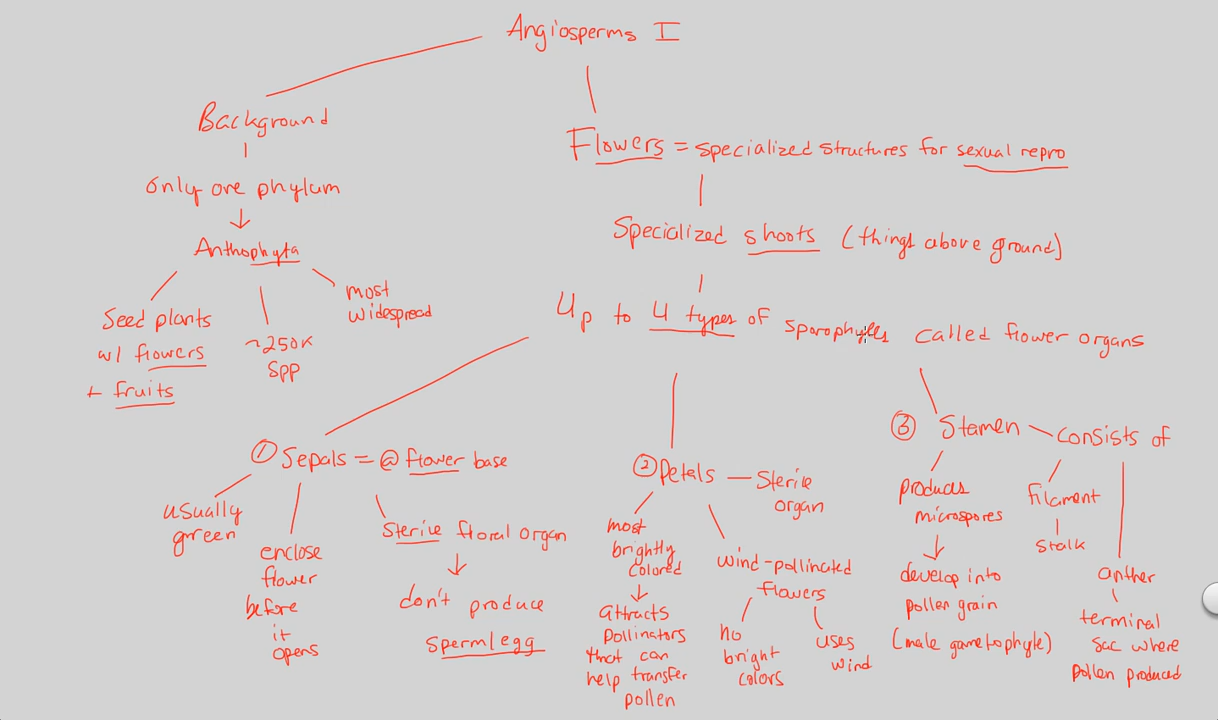 Angiosperms I
Background
only one phylum
Anthophyta
Seed plants
w/ flowers
+ fruits
~250K
Spp
most
widespread
Flowers = specialized structures for sexual repro
Specialized shoots (things above ground)
Up to 4 types of sporophylls called flower organs
① Sepals = @ flower base
usually
green
enclose
flower
before
it
opens
sterile floral organ
don't produce
sperm/egg
② Petals — Sterile
organ
most
brightly
colored
attracts
pollinators
that can
help transfer
pollen
wind-pollinated
flowers
no
bright
colors
uses
wind
③ Stamen
produces
microspores
develop into
pollen grain
(male gametophyte)
consists of
filament
stalk
anther
terminal
sac where
pollen produced